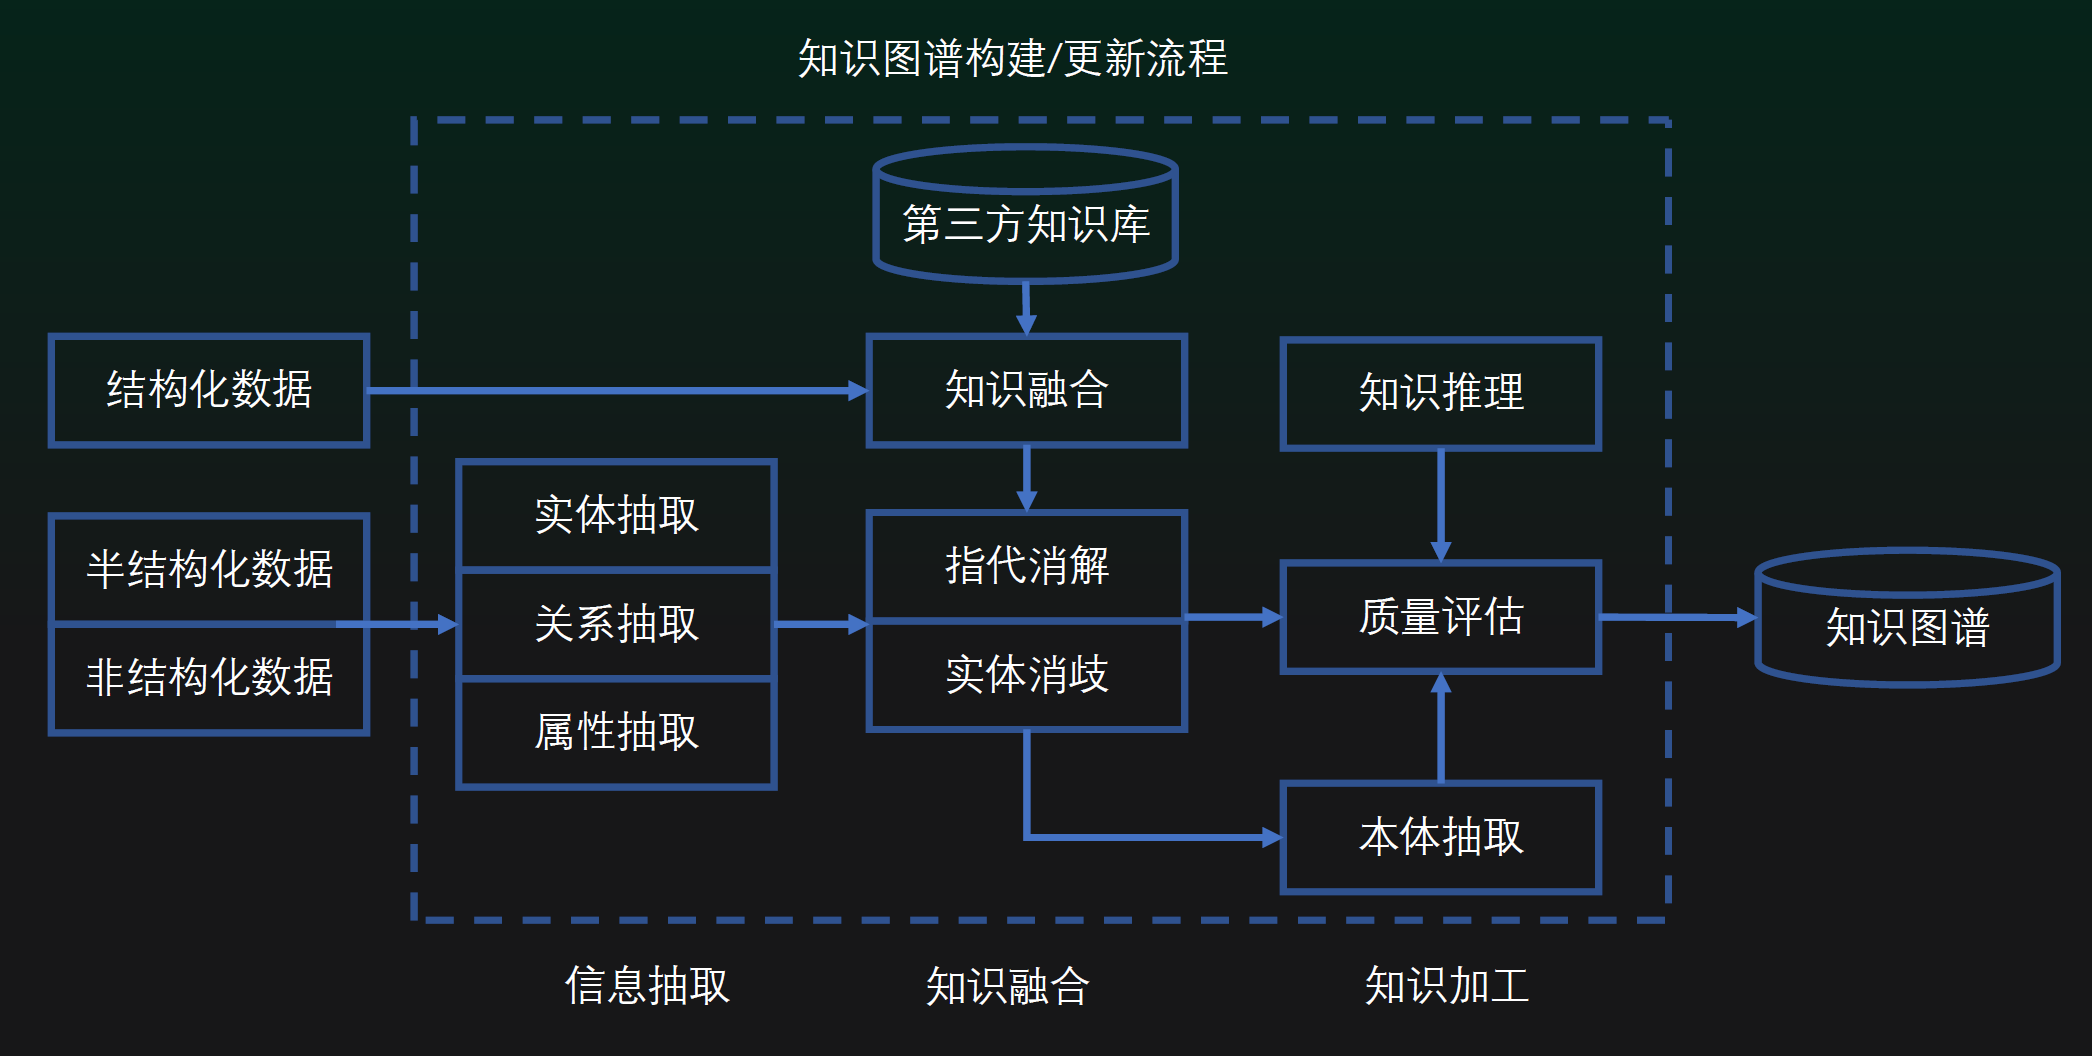 知识图谱构建/更新流程
第三方知识库
结构化数据
知识融合
知识推理
半结构化数据
非结构化数据
实体抽取
关系抽取
属性抽取
指代消解
实体消歧
质量评估
本体抽取
知识图谱
信息抽取
知识融合
知识加工